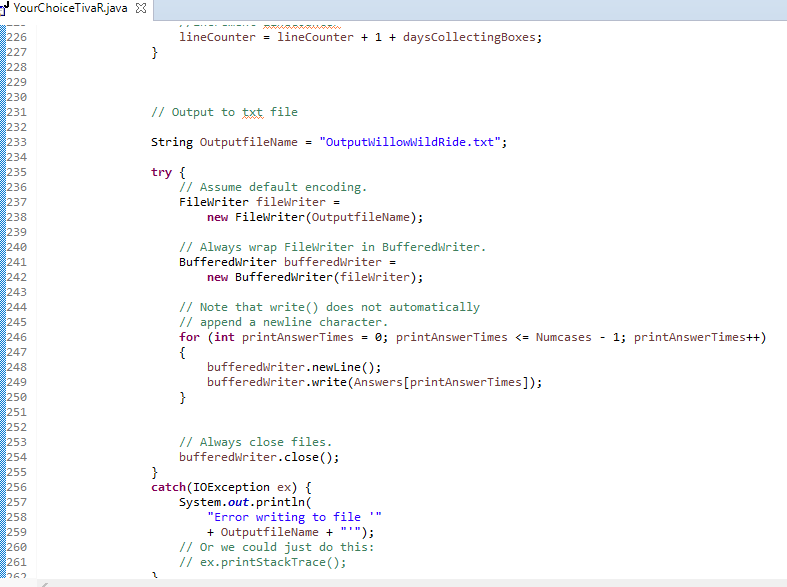 YourChoiceTivaR.java
226 lineCounter = lineCounter + 1 + daysCollectingBoxes;
227 }
228
229
230
231 // Output to txt file
232
233 String OutputfileName = "OutputWillowWildRide.txt";
234
235 try {
236 // Assume default encoding.
237 FileWriter fileWriter =
238 new FileWriter(OutputfileName);
239
240 // Always wrap FileWriter in BufferedWriter.
241 BufferedWriter bufferedWriter =
242 new BufferedWriter(fileWriter);
243
244 // Note that write() does not automatically
245 // append a newline character.
246 for (int printAnswerTimes = 0; printAnswerTimes <= Numcases - 1; printAnswerTimes++)
247 {
248 bufferedWriter.newLine();
249 bufferedWriter.write(Answers[printAnswerTimes]);
250 }
251
252
253 // Always close files.
254 bufferedWriter.close();
255 }
256 catch(IOException ex) {
257 System.out.println(
258 "Error writing to file '"
259 + OutputfileName + "'");
260 // Or we could just do this:
261 // ex.printStackTrace();
262 }